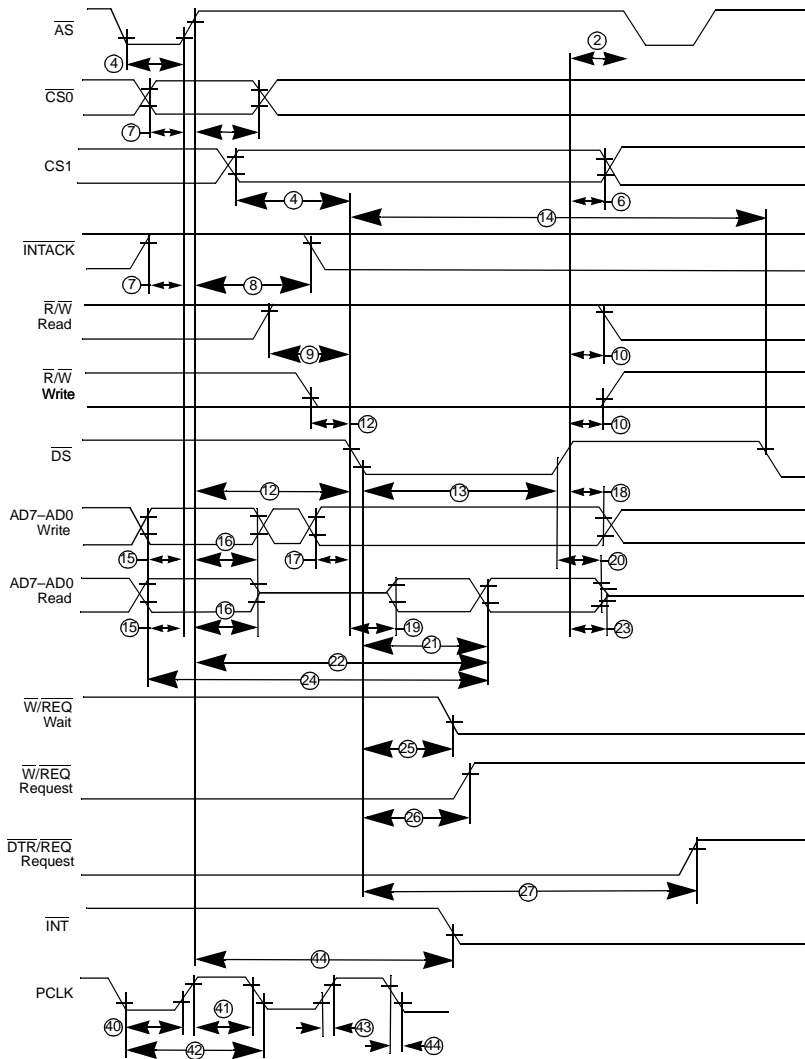 AS
②
④
CS0
⑦
CS1
④
⑥
⑭
INTACK
⑦
⑧
R/W
Read
⑨
⑩
R/W
Write
⑫
⑩
DS
⑫
⑬
⑱
AD7–AD0
Write
⑮
⑯
⑰
⑳
AD7–AD0
Read
⑮
⑯
⑲
㉑
㉓
㉒
㉔
W/REQ
Wait
㉕
W/REQ
Request
㉖
DTR/REQ
Request
㉗
INT
㊹
PCLK
㊵
㊶
㊸
㊷
㊹